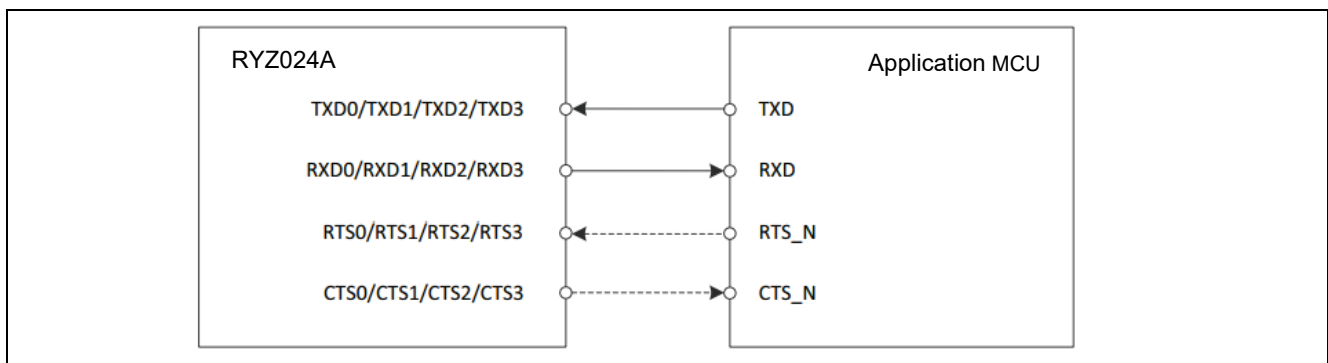 RYZ024A
Application MCU
TXD0/TXD1/TXD2/TXD3
TXD
RXD0/RXD1/RXD2/RXD3
RXD
RTS0/RTS1/RTS2/RTS3
RTS_N
CTS0/CTS1/CTS2/CTS3
CTS_N